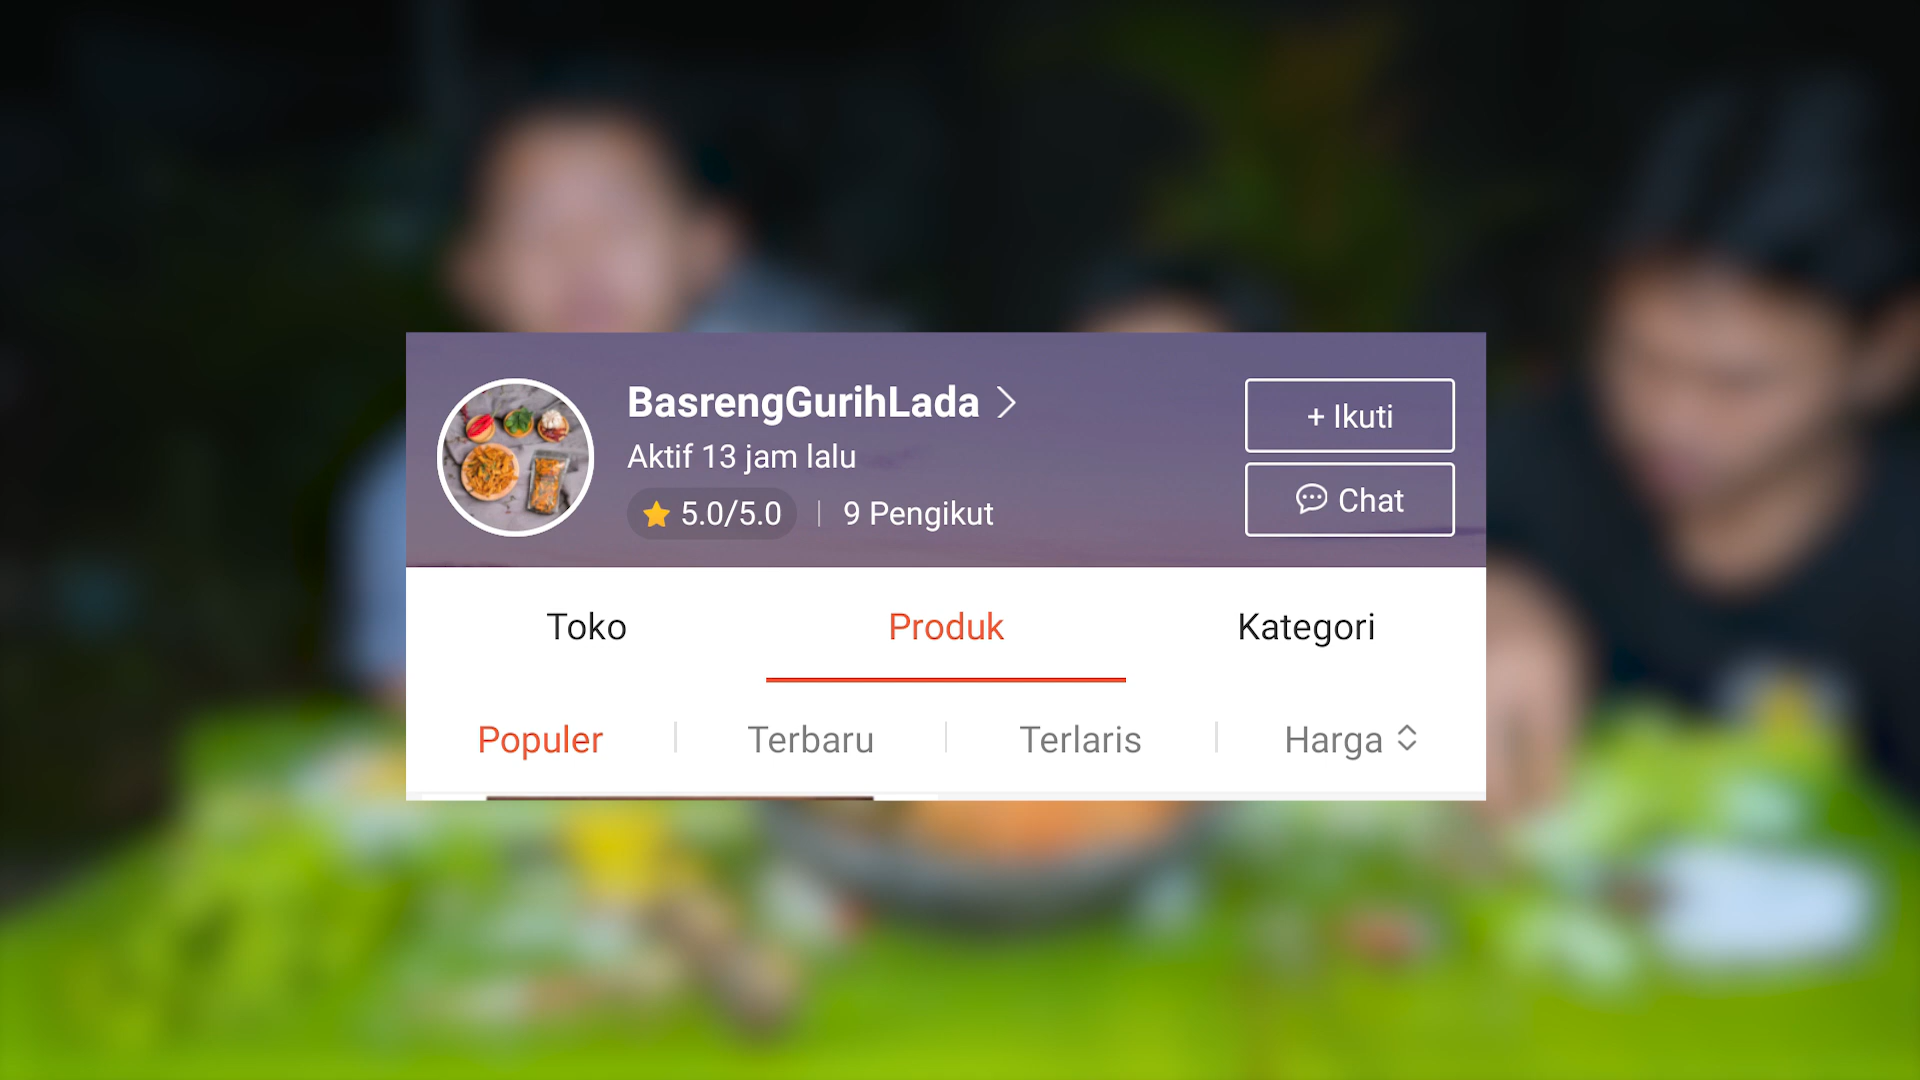 BasrengGurihLada
Aktif 13 jam lalu
5.0/5.0 | 9 Pengikut
+ Ikuti
Chat
Toko Produk Kategori
Populer Terbaru Terlaris Harga